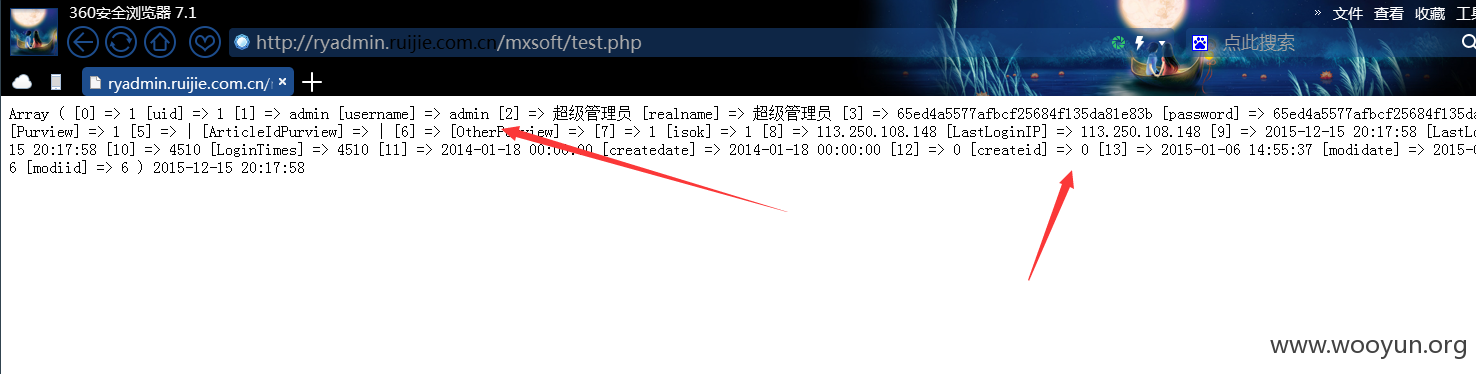 360安全浏览器 7.1
» 文件 查看 收藏 工具
http://ryadmin.ruijie.com.cn/mxsoft/test.php
点此搜索
ryadmin.ruijie.com.cn/
Array ( [0] => 1 [uid] => 1 [1] => admin [username] => admin [2] => 超级管理员 [realname] => 超级管理员 [3] => 65ed4a5577afbcf25684f135da81e83b [password] => 65ed4a5577afbcf25684f135da81e83b
[Purview] => 1 [5] => | [ArticleIdPurview] => | [6] => [OtherPurview] => [7] => 1 [isok] => 1 [8] => 113.250.108.148 [LastLoginIP] => 113.250.108.148 [9] => 2015-12-15 20:17:58 [LastLo
15 20:17:58 [10] => 4510 [LoginTimes] => 4510 [11] => 2014-01-18 00:00:00 [createdate] => 2014-01-18 00:00:00 [12] => 0 [createid] => 0 [13] => 2015-01-06 14:55:37 [modidate] => 2015-0
6 [modiid] => 6 ) 2015-12-15 20:17:58
www.wooyun.org